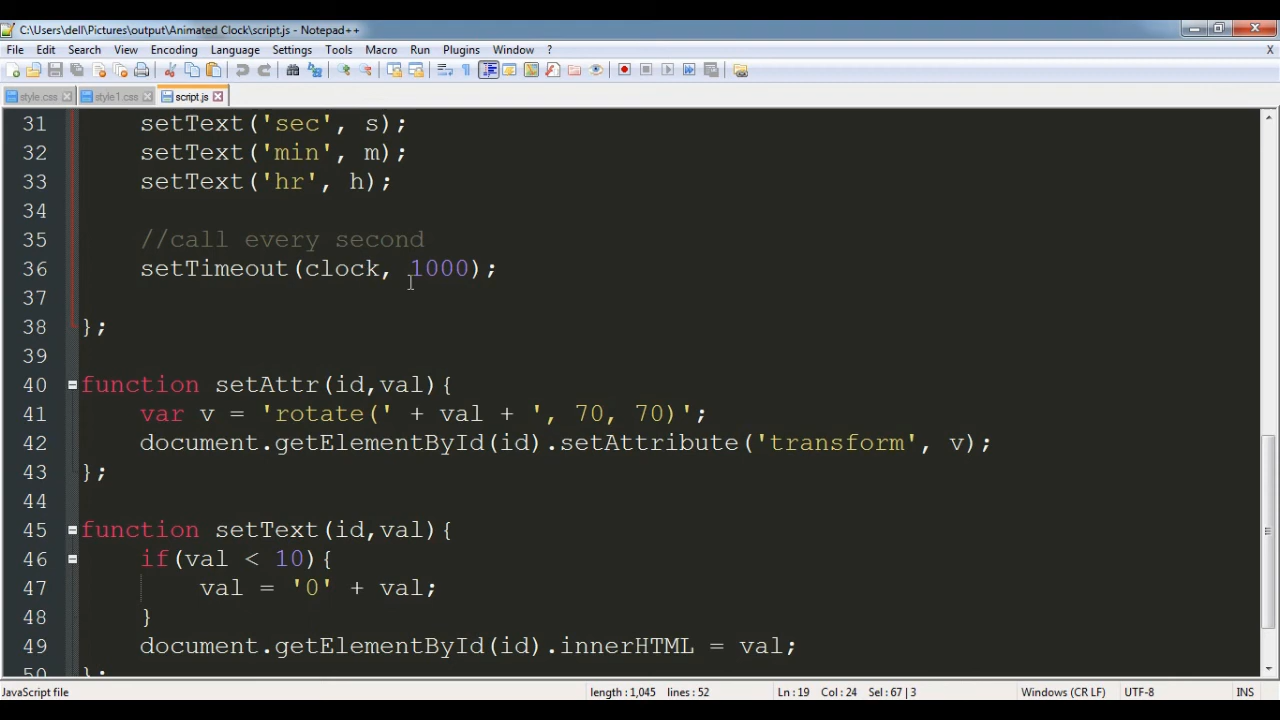 C:\Users\dell\Pictures\output\Animated Clock\script.js - Notepad++
File Edit Search View Encoding Language Settings Tools Macro Run Plugins Window ? X
style.css style1.css script.js
31 setText('sec', s);
32 setText('min', m);
33 setText('hr', h);
34
35 //call every second
36 setTimeout(clock, 1000);
37
38 };
39
40 function setAttr(id,val){
41 var v = 'rotate(' + val + ', 70, 70)';
42 document.getElementById(id).setAttribute('transform', v);
43 };
44
45 function setText(id,val){
46 if(val < 10){
47 val = '0' + val;
48 }
49 document.getElementById(id).innerHTML = val;
50 };
JavaScript file length : 1,045 lines : 52 Ln : 19 Col : 24 Sel : 67 | 3 Windows (CR LF) UTF-8 INS